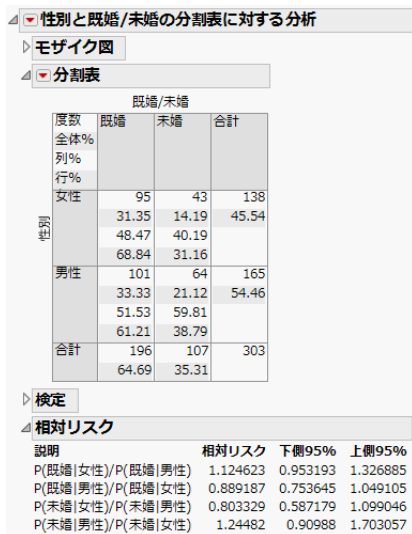 性別と既婚/未婚の分割表に対する分析
モザイク図
分割表
既婚/未婚
度数 既婚 未婚 合計
全体%
列%
行%
性別
女性 95 43 138
31.35 14.19 45.54
48.47 40.19
68.84 31.16
男性 101 64 165
33.33 21.12 54.46
51.53 59.81
61.21 38.79
合計 196 107 303
64.69 35.31
検定
相対リスク
説明 相対リスク 下側95% 上側95%
P(既婚|女性)/P(既婚|男性) 1.124623 0.953193 1.326885
P(既婚|男性)/P(既婚|女性) 0.889187 0.753645 1.049105
P(未婚|女性)/P(未婚|男性) 0.803329 0.587179 1.099046
P(未婚|男性)/P(未婚|女性) 1.24482 0.90988 1.703057